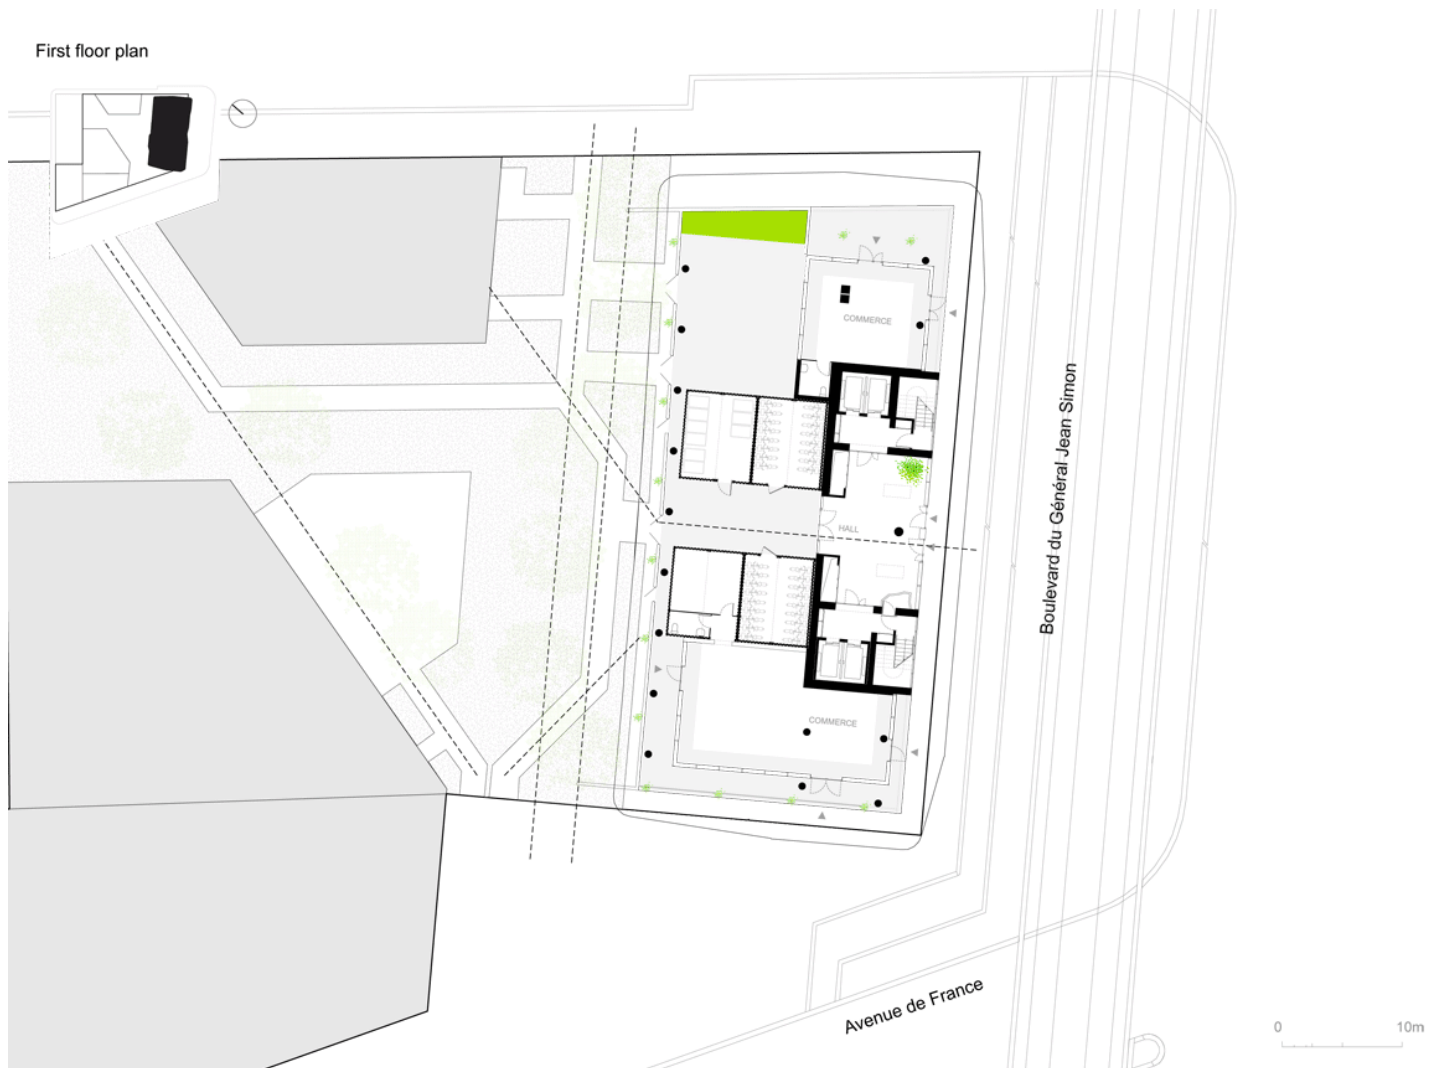 First floor plan
COMMERCE
HALL
COMMERCE
Boulevard du Général Jean Simon
Avenue de France
0 10m